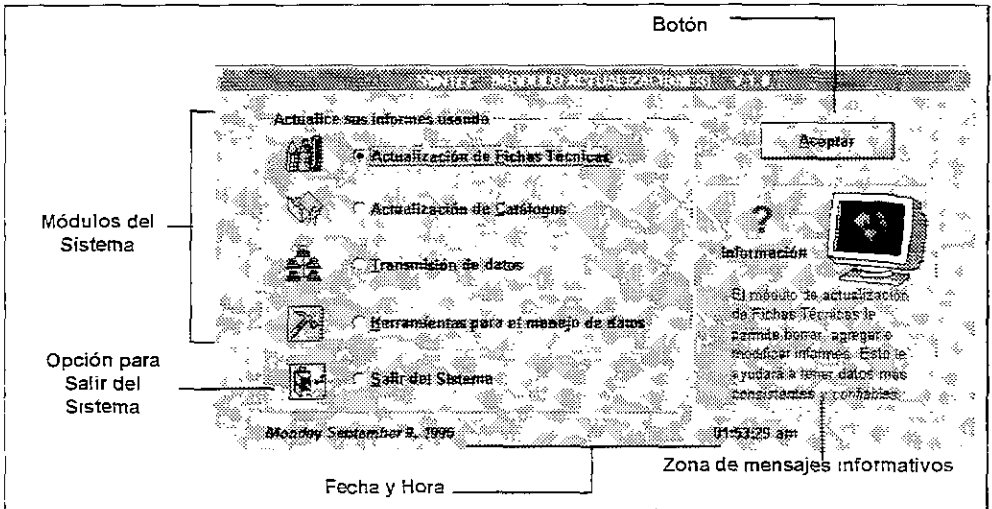 Botón
MODULO ACTUALIZACIONES
Actualice sus informes usando
Aceptar
Actualización de Fichas Técnicas
Actualización de Catálogos
Módulos del
Sistema
?
Información
Transmisión de datos
El módulo de actualización
de Fichas Técnicas le
permite borrar, agregar o
modificar informes. Esto le
ayudará a tener datos más
consistentes y confiables
Herramientas para el manejo de datos
Opción para
Salir del
Sistema
Salir del Sistema
Monday September 9, 1996
01:53:29 am
Zona de mensajes informativos
Fecha y Hora